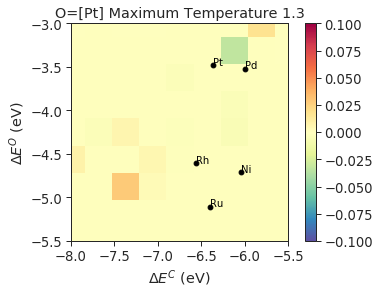 O=[Pt] Maximum Temperature 1.3
−3.0
−3.5
−4.0
−4.5
−5.0
−5.5
ΔE^O (eV)
Pt
Pd
Rh
Ni
Ru
−8.0 −7.5 −7.0 −6.5 −6.0 −5.5
ΔE^C (eV)
0.100
0.075
0.050
0.025
0.000
−0.025
−0.050
−0.075
−0.100